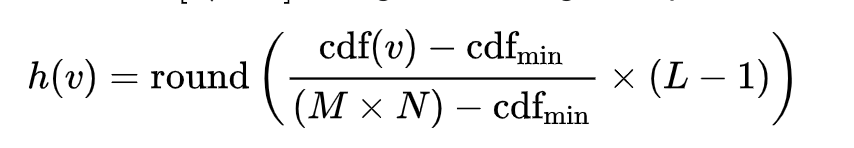 h(v) = round ( (cdf(v) − cdf_min) / ((M × N) − cdf_min) × (L − 1) )